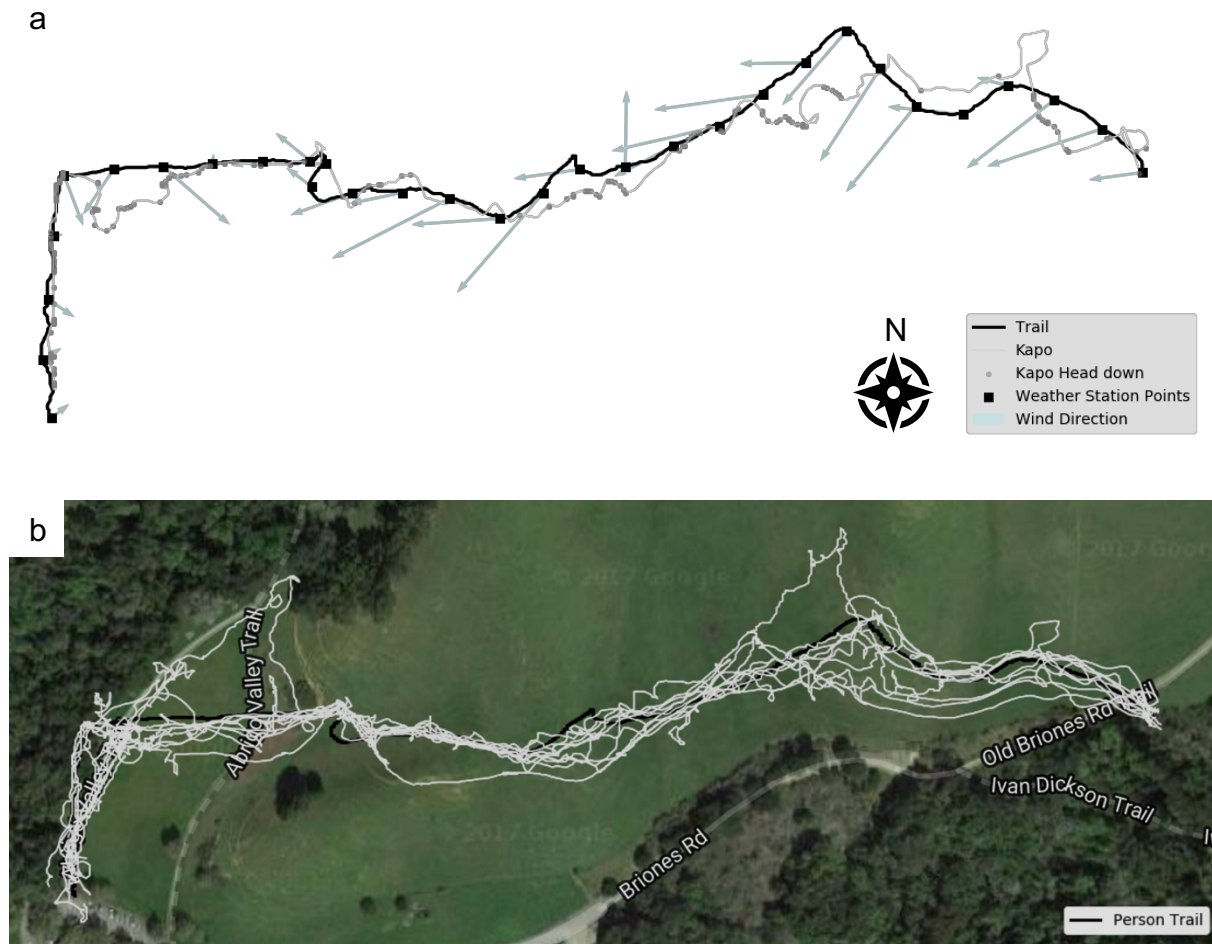 a
N
Trail
Kapo
Kapo Head down
Weather Station Points
Wind Direction
b
© 2017 Google
2017 Google
Abrigo Valley Trail
2017 Google
Old Briones Rd
Ivan Dickson Trail
Briones Rd
Person Trail